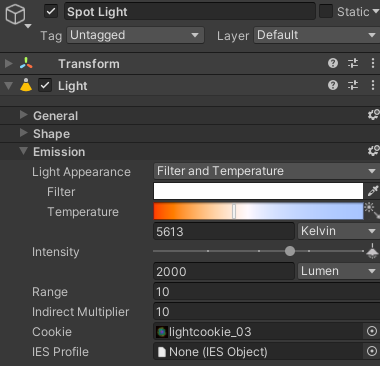 Spot Light Static
Tag Untagged Layer Default
Transform
Light
General
Shape
Emission
Light Appearance Filter and Temperature
Filter
Temperature
5613 Kelvin
Intensity
2000 Lumen
Range 10
Indirect Multiplier 10
Cookie lightcookie_03
IES Profile None (IES Object)